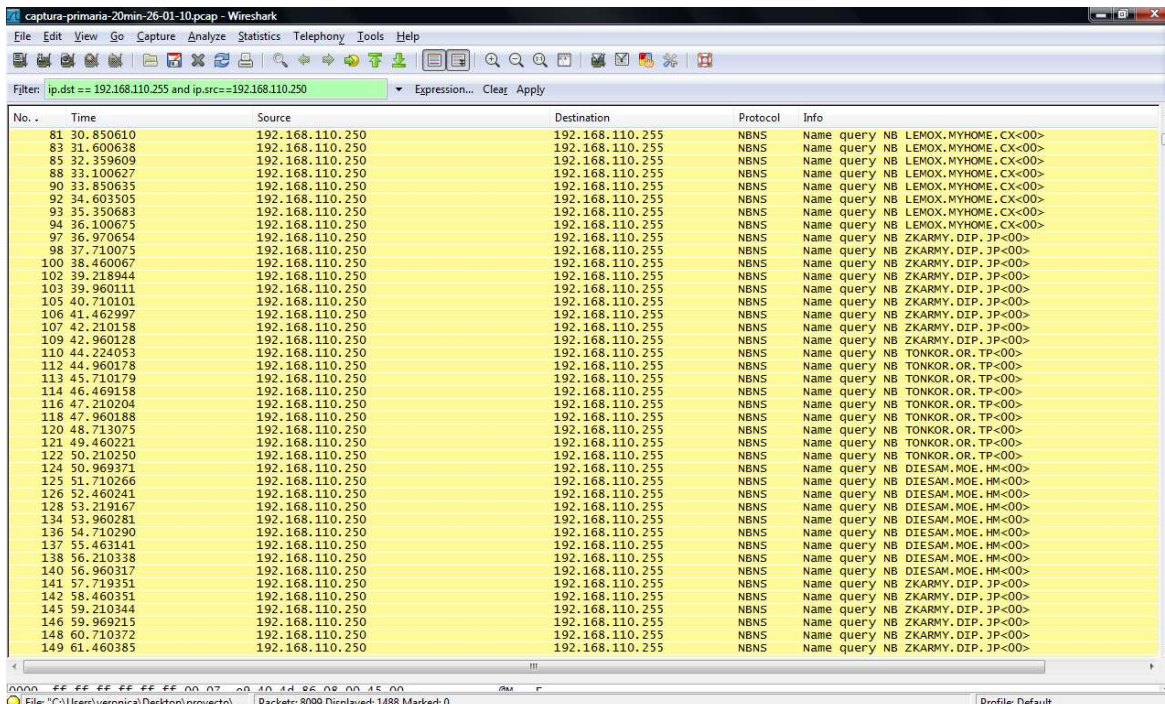 captura-primaria-20min-26-01-10.pcap - Wireshark
File Edit View Go Capture Analyze Statistics Telephony Tools Help
Filter: ip.dst == 192.168.110.255 and ip.src==192.168.110.250 Expression... Clear Apply
No. . Time Source Destination Protocol Info
81 30.850610 192.168.110.250 192.168.110.255 NBNS Name query NB LEMOX.MYHOME.CX<00>
83 31.600638 192.168.110.250 192.168.110.255 NBNS Name query NB LEMOX.MYHOME.CX<00>
85 32.359609 192.168.110.250 192.168.110.255 NBNS Name query NB LEMOX.MYHOME.CX<00>
88 33.100627 192.168.110.250 192.168.110.255 NBNS Name query NB LEMOX.MYHOME.CX<00>
90 33.850635 192.168.110.250 192.168.110.255 NBNS Name query NB LEMOX.MYHOME.CX<00>
92 34.603505 192.168.110.250 192.168.110.255 NBNS Name query NB LEMOX.MYHOME.CX<00>
93 35.350683 192.168.110.250 192.168.110.255 NBNS Name query NB LEMOX.MYHOME.CX<00>
94 36.100675 192.168.110.250 192.168.110.255 NBNS Name query NB LEMOX.MYHOME.CX<00>
97 36.970654 192.168.110.250 192.168.110.255 NBNS Name query NB ZKARMY.DIP.JP<00>
98 37.710075 192.168.110.250 192.168.110.255 NBNS Name query NB ZKARMY.DIP.JP<00>
100 38.460067 192.168.110.250 192.168.110.255 NBNS Name query NB ZKARMY.DIP.JP<00>
102 39.218944 192.168.110.250 192.168.110.255 NBNS Name query NB ZKARMY.DIP.JP<00>
103 39.960111 192.168.110.250 192.168.110.255 NBNS Name query NB ZKARMY.DIP.JP<00>
105 40.710101 192.168.110.250 192.168.110.255 NBNS Name query NB ZKARMY.DIP.JP<00>
106 41.462997 192.168.110.250 192.168.110.255 NBNS Name query NB ZKARMY.DIP.JP<00>
107 42.210158 192.168.110.250 192.168.110.255 NBNS Name query NB ZKARMY.DIP.JP<00>
109 42.960128 192.168.110.250 192.168.110.255 NBNS Name query NB ZKARMY.DIP.JP<00>
110 44.224053 192.168.110.250 192.168.110.255 NBNS Name query NB TONKOR.OR.TP<00>
112 44.960178 192.168.110.250 192.168.110.255 NBNS Name query NB TONKOR.OR.TP<00>
113 45.710179 192.168.110.250 192.168.110.255 NBNS Name query NB TONKOR.OR.TP<00>
114 46.469158 192.168.110.250 192.168.110.255 NBNS Name query NB TONKOR.OR.TP<00>
116 47.210204 192.168.110.250 192.168.110.255 NBNS Name query NB TONKOR.OR.TP<00>
118 47.960188 192.168.110.250 192.168.110.255 NBNS Name query NB TONKOR.OR.TP<00>
120 48.713075 192.168.110.250 192.168.110.255 NBNS Name query NB TONKOR.OR.TP<00>
121 49.460221 192.168.110.250 192.168.110.255 NBNS Name query NB TONKOR.OR.TP<00>
122 50.210250 192.168.110.250 192.168.110.255 NBNS Name query NB TONKOR.OR.TP<00>
124 50.969371 192.168.110.250 192.168.110.255 NBNS Name query NB DIESAM.MOE.HM<00>
125 51.710266 192.168.110.250 192.168.110.255 NBNS Name query NB DIESAM.MOE.HM<00>
126 52.460241 192.168.110.250 192.168.110.255 NBNS Name query NB DIESAM.MOE.HM<00>
128 53.219167 192.168.110.250 192.168.110.255 NBNS Name query NB DIESAM.MOE.HM<00>
134 53.960281 192.168.110.250 192.168.110.255 NBNS Name query NB DIESAM.MOE.HM<00>
136 54.710290 192.168.110.250 192.168.110.255 NBNS Name query NB DIESAM.MOE.HM<00>
137 55.463141 192.168.110.250 192.168.110.255 NBNS Name query NB DIESAM.MOE.HM<00>
138 56.210338 192.168.110.250 192.168.110.255 NBNS Name query NB DIESAM.MOE.HM<00>
140 56.960317 192.168.110.250 192.168.110.255 NBNS Name query NB DIESAM.MOE.HM<00>
141 57.719351 192.168.110.250 192.168.110.255 NBNS Name query NB ZKARMY.DIP.JP<00>
142 58.460351 192.168.110.250 192.168.110.255 NBNS Name query NB ZKARMY.DIP.JP<00>
145 59.210344 192.168.110.250 192.168.110.255 NBNS Name query NB ZKARMY.DIP.JP<00>
146 59.969215 192.168.110.250 192.168.110.255 NBNS Name query NB ZKARMY.DIP.JP<00>
148 60.710372 192.168.110.250 192.168.110.255 NBNS Name query NB ZKARMY.DIP.JP<00>
149 61.460385 192.168.110.250 192.168.110.255 NBNS Name query NB ZKARMY.DIP.JP<00>
0000 ff ff ff ff ff ff 00 07 e9 40 4d 86 08 00 45 00
File: "C:\Users\veronica\Desktop\proyecto\... Packets: 8099 Displayed: 1488 Marked: 0 Profile: Default